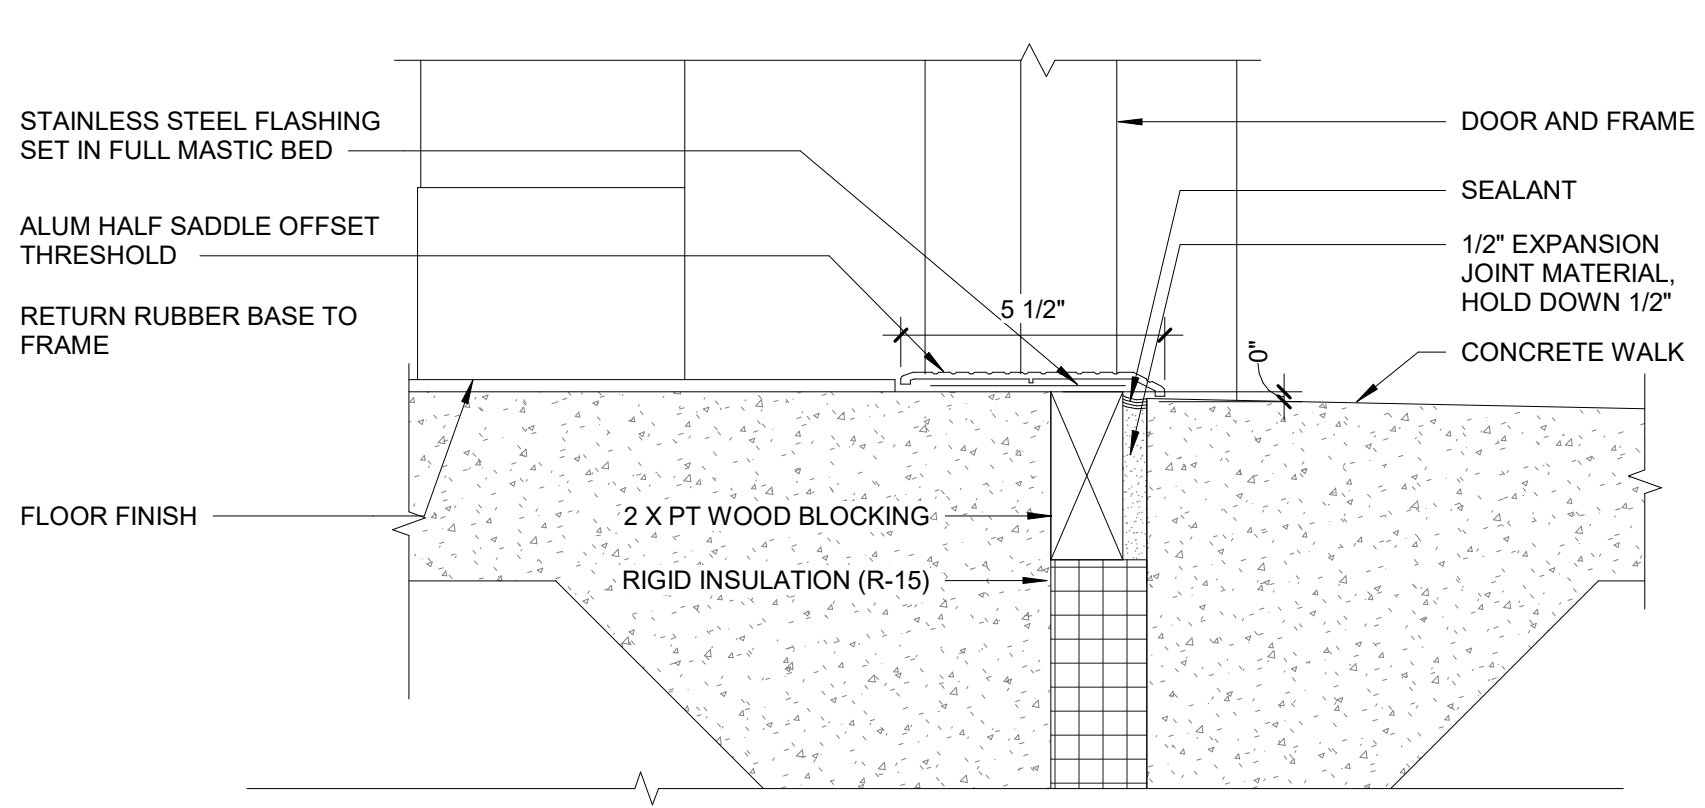 STAINLESS STEEL FLASHING
SET IN FULL MASTIC BED
ALUM HALF SADDLE OFFSET
THRESHOLD
RETURN RUBBER BASE TO
FRAME
FLOOR FINISH
2 X PT WOOD BLOCKING
RIGID INSULATION (R-15)
5 1/2"
0"
DOOR AND FRAME
SEALANT
1/2" EXPANSION
JOINT MATERIAL,
HOLD DOWN 1/2"
CONCRETE WALK